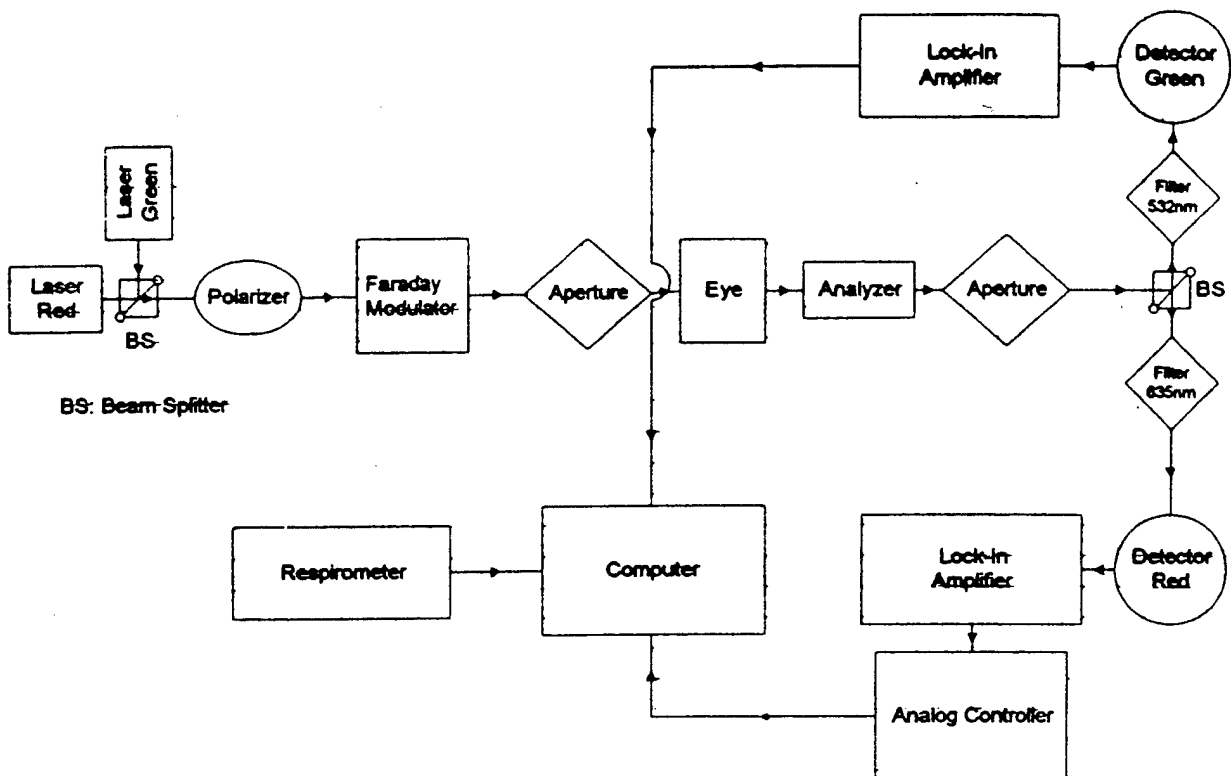 Lock-In
Amplifier
Detector
Green
Laser
Green
Filter
532nm
Laser
Red
BS
Polarizer
Faraday
Modulator
Aperture
Eye
Analyzer
Aperture
BS
Filter
635nm
BS: Beam Splitter
Respirometer
Computer
Lock-In
Amplifier
Detector
Red
Analog Controller